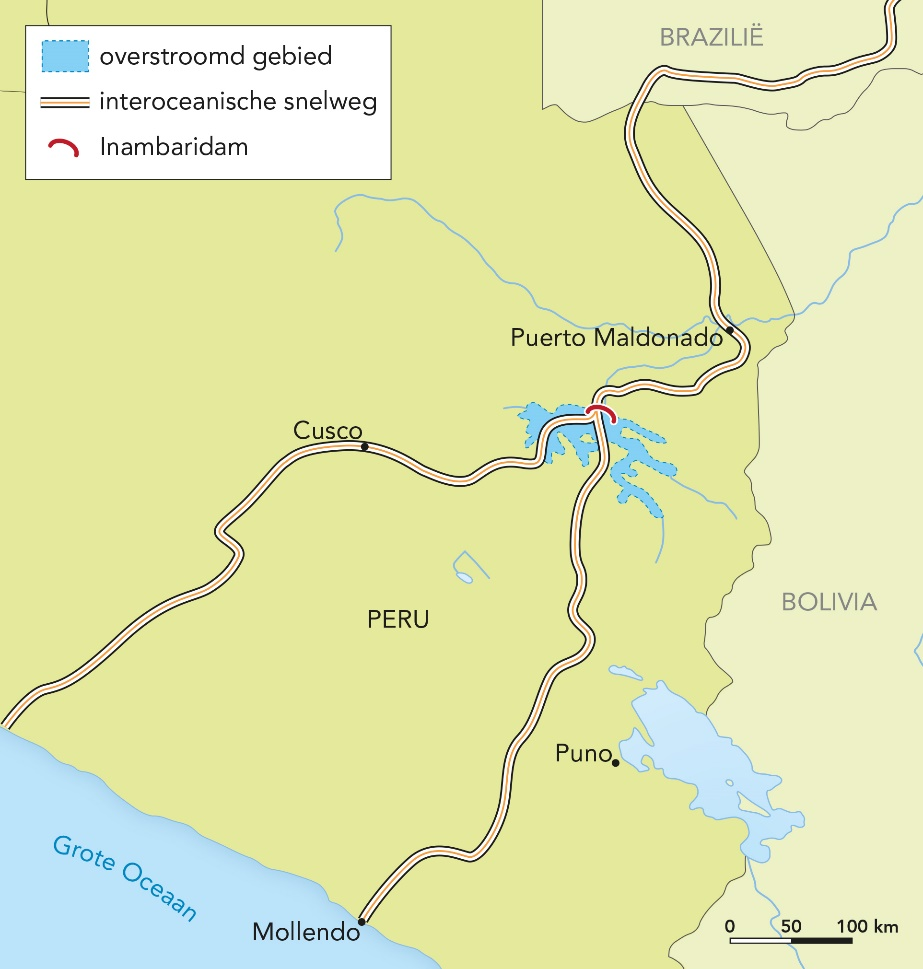 overstroomd gebied
interoceanische snelweg
Inambaridam
BRAZILIË
Puerto Maldonado
Cusco
PERU
BOLIVIA
Puno
Grote Oceaan
Mollendo
0 50 100 km